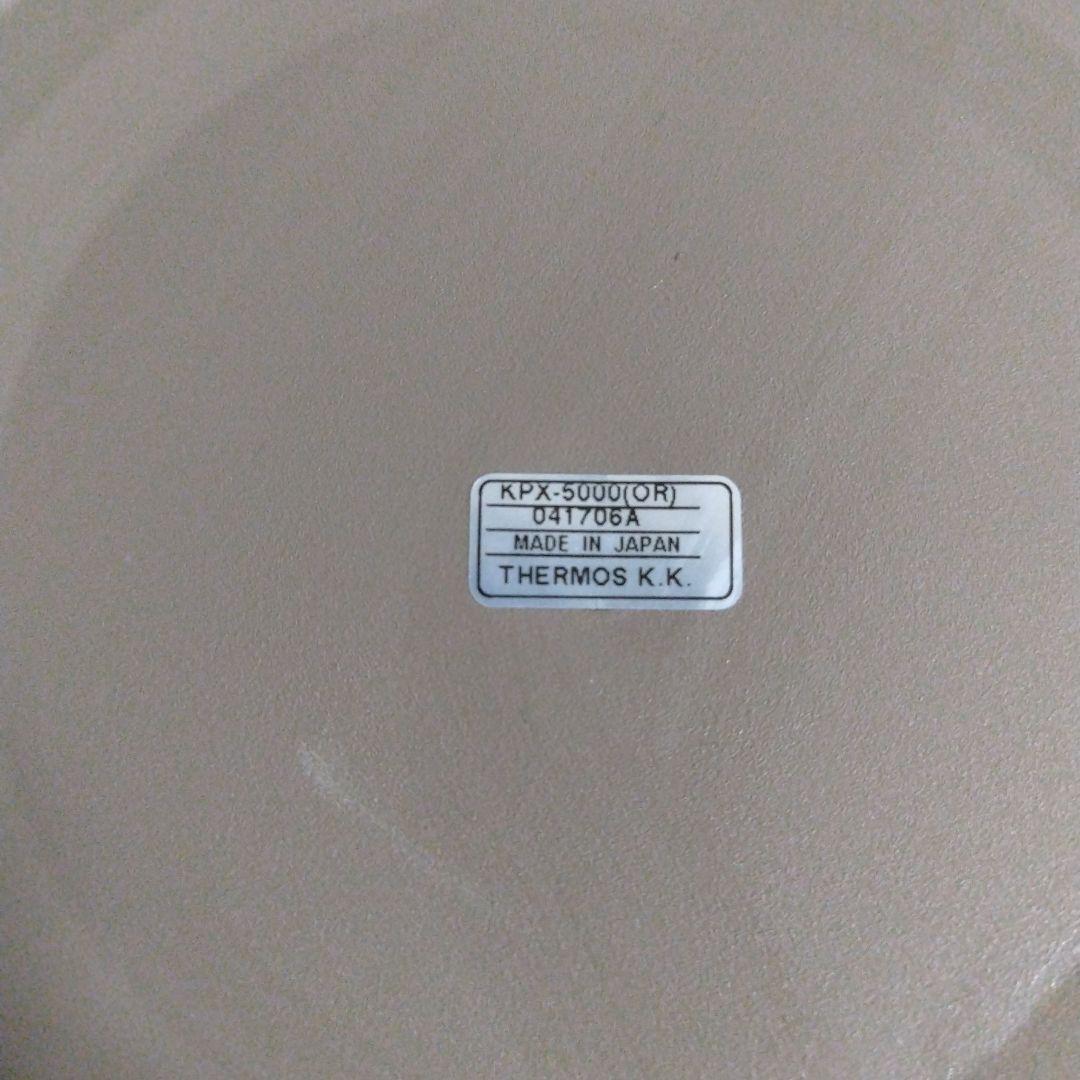 KPX-5000(OR)
041706A
MADE IN JAPAN
THERMOS K.K.